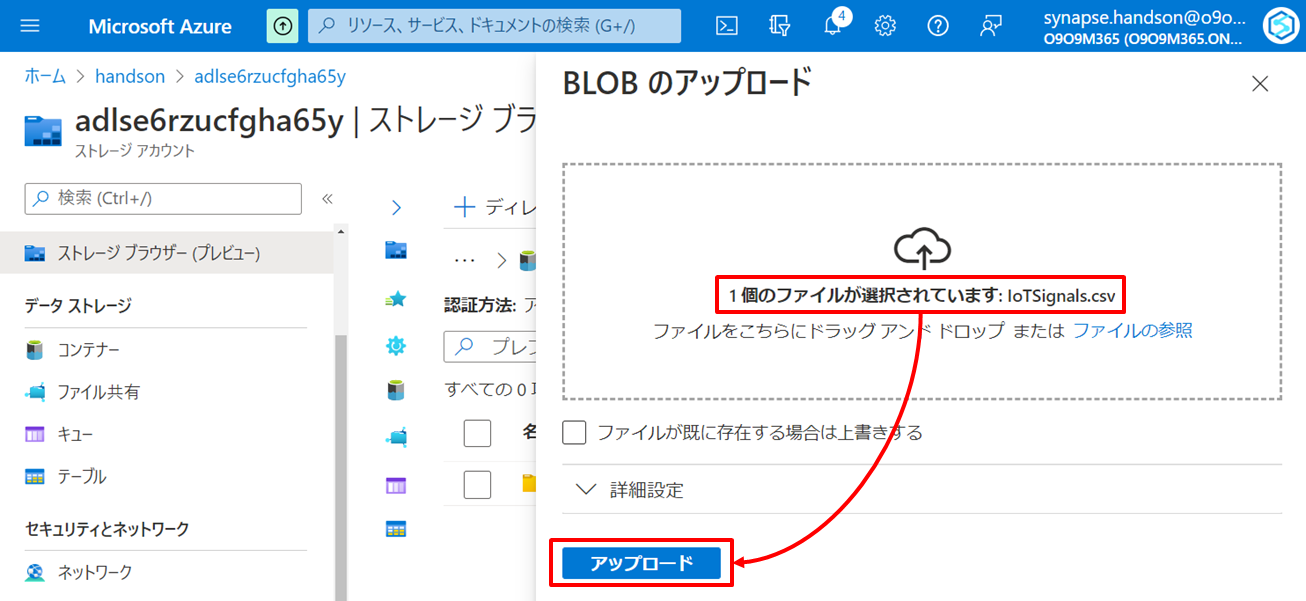 Microsoft Azure
リソース、サービス、ドキュメントの検索 (G+/)
4
synapse.handson@o9o...
O9O9M365 (O9O9M365.ON...
ホーム > handson > adlse6rzucfgha65y
adlse6rzucfgha65y | ストレージ ブラ
ストレージ アカウント
検索 (Ctrl+/)
«
ストレージ ブラウザー (プレビュー)
データ ストレージ
コンテナー
ファイル共有
キュー
テーブル
セキュリティとネットワーク
ネットワーク
+ ディレ
... >
認証方法: ア
プレフ
すべての 0 項
名
BLOB のアップロード
1 個のファイルが選択されています: IoTSignals.csv
ファイルをこちらにドラッグ アンド ドロップ または ファイルの参照
ファイルが既に存在する場合は上書きする
詳細設定
アップロード